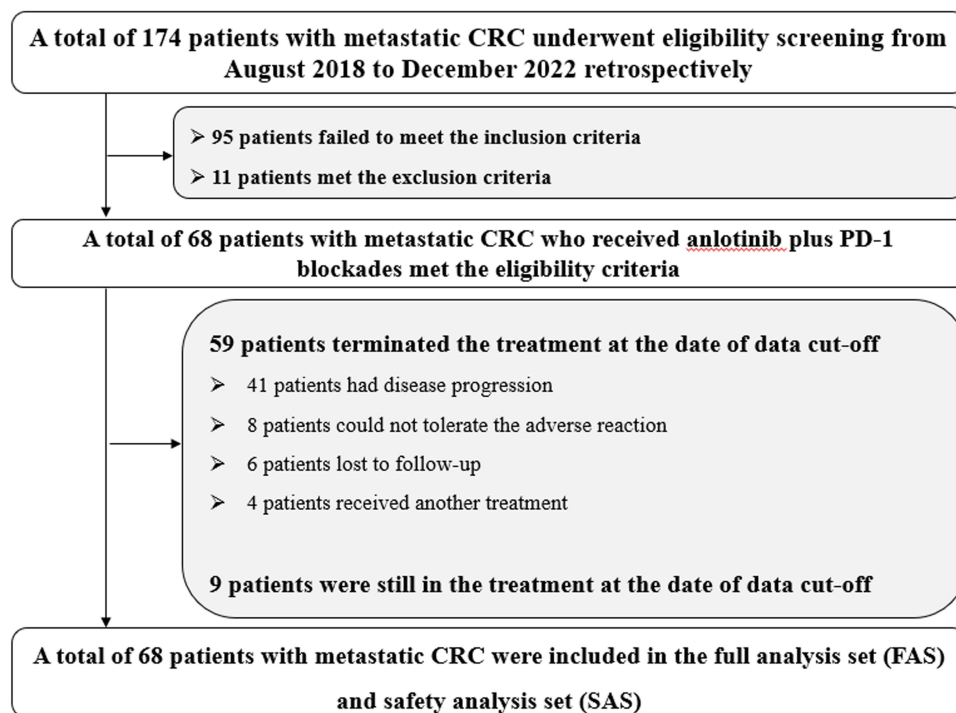 A total of 174 patients with metastatic CRC underwent eligibility screening from
August 2018 to December 2022 retrospectively
➢ 95 patients failed to meet the inclusion criteria
➢ 11 patients met the exclusion criteria
A total of 68 patients with metastatic CRC who received anlotinib plus PD-1
blockades met the eligibility criteria
59 patients terminated the treatment at the date of data cut-off
➢ 41 patients had disease progression
➢ 8 patients could not tolerate the adverse reaction
➢ 6 patients lost to follow-up
➢ 4 patients received another treatment
9 patients were still in the treatment at the date of data cut-off
A total of 68 patients with metastatic CRC were included in the full analysis set (FAS)
and safety analysis set (SAS)